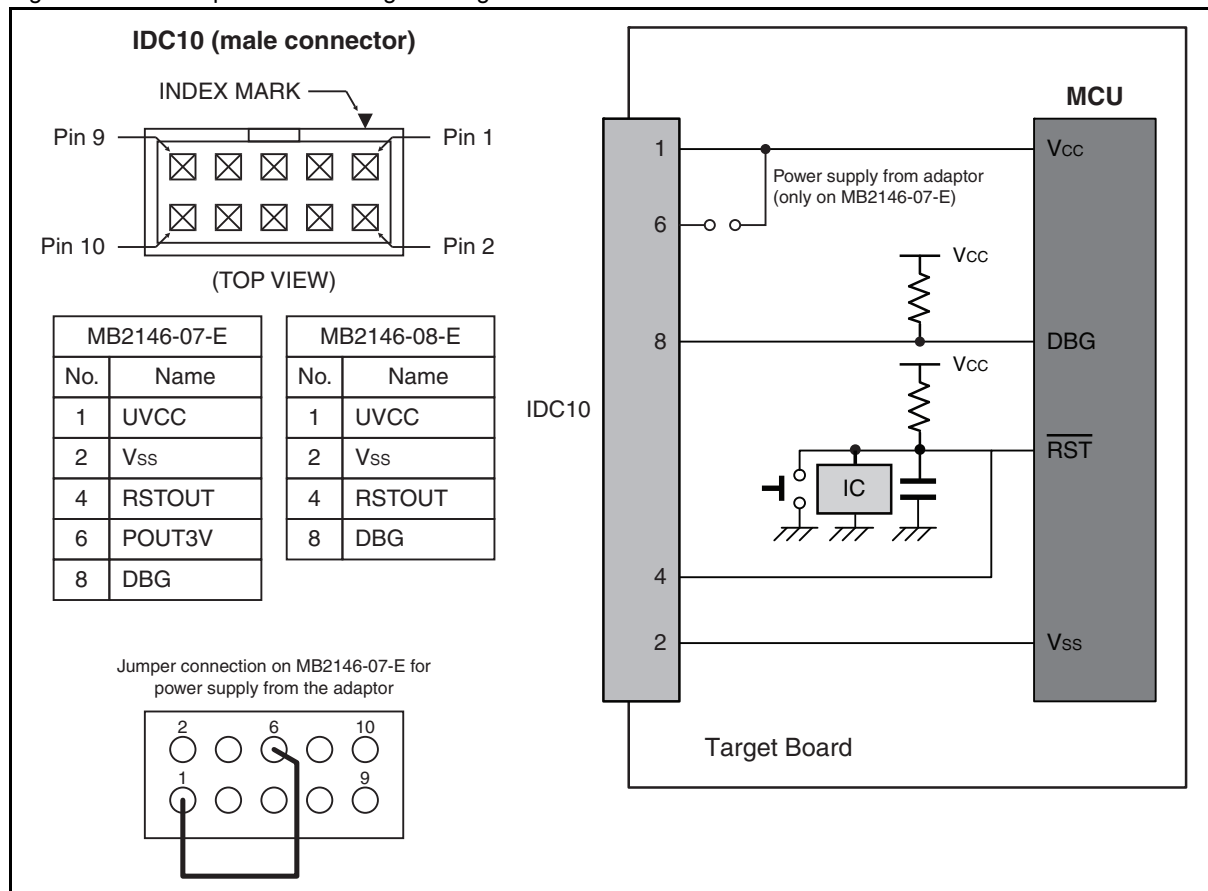 IDC10 (male connector)
INDEX MARK
Pin 9
Pin 1
Pin 10
Pin 2
(TOP VIEW)
MB2146-07-E
No. Name
1 UVCC
2 Vss
4 RSTOUT
6 POUT3V
8 DBG
MB2146-08-E
No. Name
1 UVCC
2 Vss
4 RSTOUT
8 DBG
Jumper connection on MB2146-07-E for
power supply from the adaptor
2 6 10
1 9
IDC10
1
6
8
4
2
Power supply from adaptor
(only on MB2146-07-E)
Vcc
Vcc
IC
MCU
Vcc
DBG
RST
Vss
Target Board